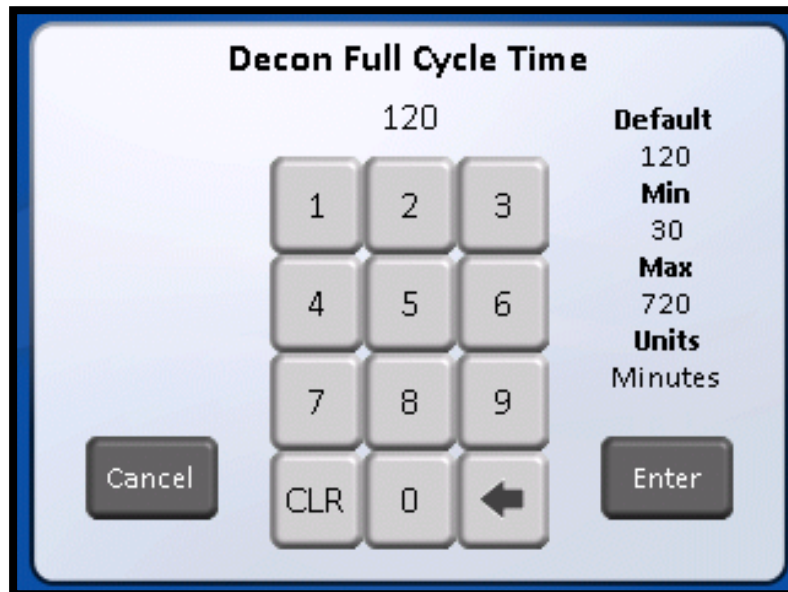 Decon Full Cycle Time
120
Default
120
Min
30
Max
720
Units
Minutes
1 2 3
4 5 6
7 8 9
CLR 0
Cancel
Enter